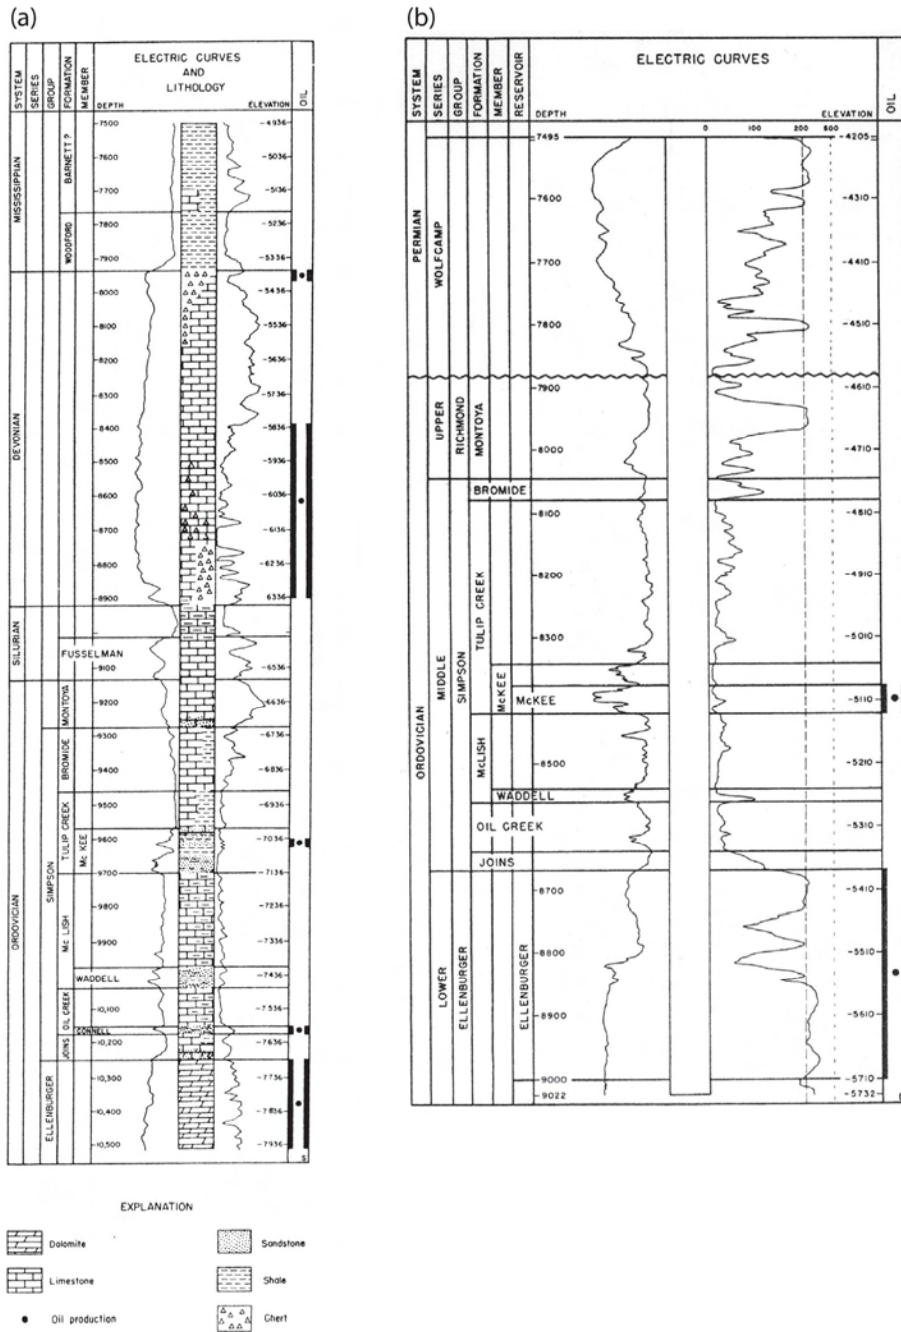 (a)
SYSTEM
SERIES
GROUP
FORMATION
MEMBER
ELECTRIC CURVES
AND
LITHOLOGY
OIL
DEPTH
ELEVATION
MISSISSIPPIAN
BARNETT ?
WOODFORD
DEVONIAN
SILURIAN
FUSSELMAN
ORDOVICIAN
MONTOYA
SIMPSON
BROMIDE
TULIP CREEK
Mc KEE
Mc LISH
WADDELL
OIL CREEK
CONNELL
JOINS
ELLENBURGER
7500
7600
7700
7800
7900
8000
8100
8200
8300
8400
8500
8600
8700
8800
8900
9100
9200
9300
9400
9500
9600
9700
9800
9900
10,100
10,200
10,300
10,400
10,500
-4936
-5036
-5136
-5236
-5336
-5436
-5536
-5636
-5736
-5836
-5936
-6036
-6136
-6236
6336
-6536
-6636
-6736
-6836
-6936
-7036
-7136
-7236
-7336
-7436
-7536
-7636
-7736
-7836
-7936
S
EXPLANATION
Dolomite
Sandstone
Limestone
Shale
Oil production
Chert
(b)
SYSTEM
SERIES
GROUP
FORMATION
MEMBER
RESERVOIR
ELECTRIC CURVES
OIL
DEPTH
ELEVATION
0
100
200
PERMIAN
WOLFCAMP
ORDOVICIAN
UPPER
RICHMOND
MONTOYA
MIDDLE
SIMPSON
BROMIDE
TULIP CREEK
McKEE
McKEE
McLISH
WADDELL
OIL CREEK
JOINS
LOWER
ELLENBURGER
ELLENBURGER
7495
7600
7700
7800
7900
8000
8100
8200
8300
8500
8700
8800
8900
9000
9022
-4205
-4310
-4410
-4510
-4610
-4710
-4810
-4910
-5010
-5110
-5210
-5310
-5410
-5510
-5610
-5710
-5732